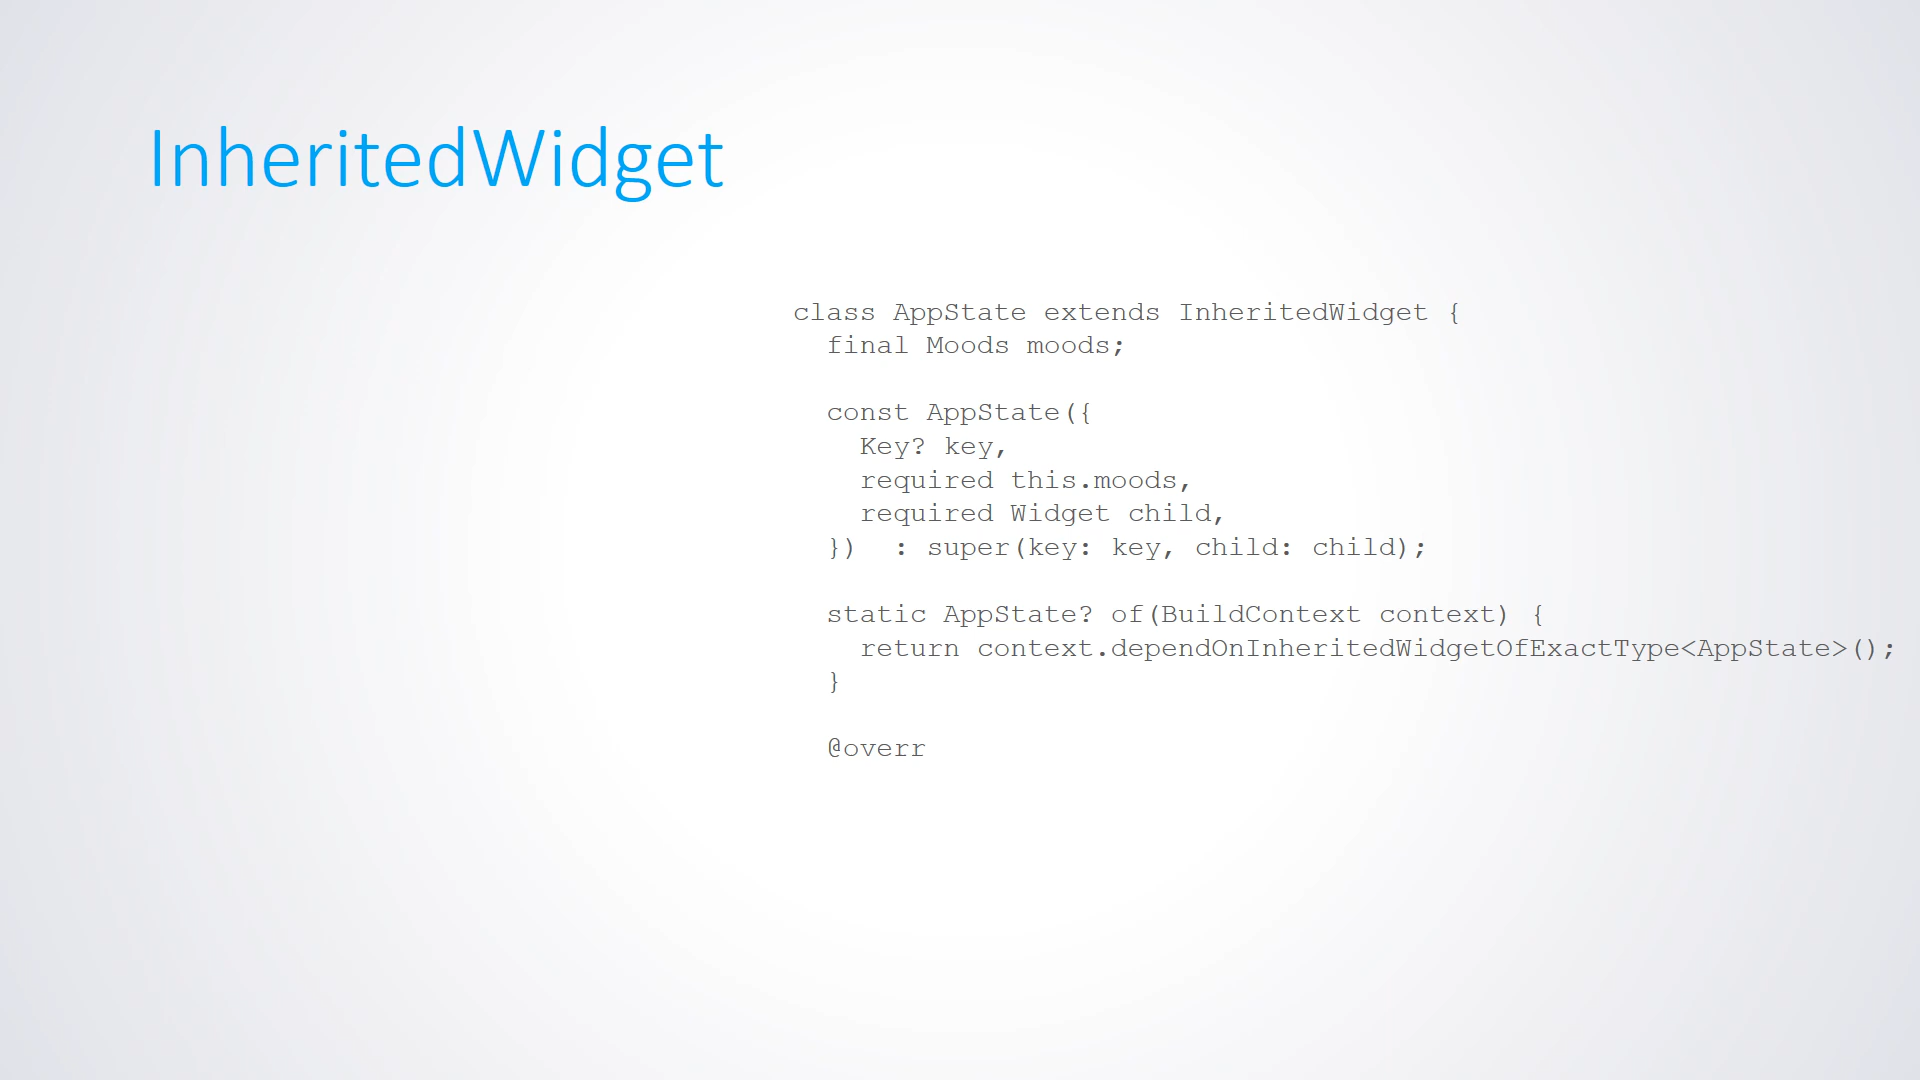 InheritedWidget
class AppState extends InheritedWidget {
  final Moods moods;
  const AppState({
    Key? key,
    required this.moods,
    required Widget child,
  })  : super(key: key, child: child);
  static AppState? of(BuildContext context) {
    return context.dependOnInheritedWidgetOfExactType<AppState>();
  }
  @overr